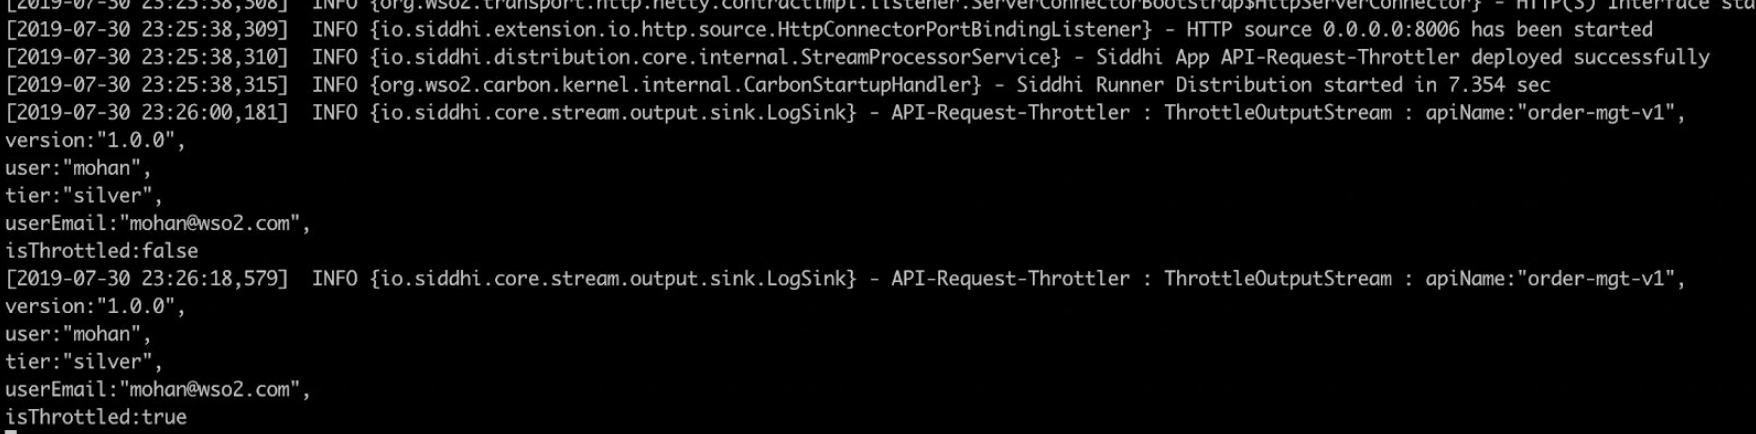 [2019-07-30 23:25:38,308]  INFO {org.wso2.transport.http.netty.contractimpl.listener.ServerConnectorBootstrap$HttpServerConnector} - HTTP(S) Interface sta
[2019-07-30 23:25:38,309]  INFO {io.siddhi.extension.io.http.source.HttpConnectorPortBindingListener} - HTTP source 0.0.0.0:8006 has been started
[2019-07-30 23:25:38,310]  INFO {io.siddhi.distribution.core.internal.StreamProcessorService} - Siddhi App API-Request-Throttler deployed successfully
[2019-07-30 23:25:38,315]  INFO {org.wso2.carbon.kernel.internal.CarbonStartupHandler} - Siddhi Runner Distribution started in 7.354 sec
[2019-07-30 23:26:00,181]  INFO {io.siddhi.core.stream.output.sink.LogSink} - API-Request-Throttler : ThrottleOutputStream : apiName:"order-mgt-v1",
version:"1.0.0",
user:"mohan",
tier:"silver",
userEmail:"mohan@wso2.com",
isThrottled:false
[2019-07-30 23:26:18,579]  INFO {io.siddhi.core.stream.output.sink.LogSink} - API-Request-Throttler : ThrottleOutputStream : apiName:"order-mgt-v1",
version:"1.0.0",
user:"mohan",
tier:"silver",
userEmail:"mohan@wso2.com",
isThrottled:true